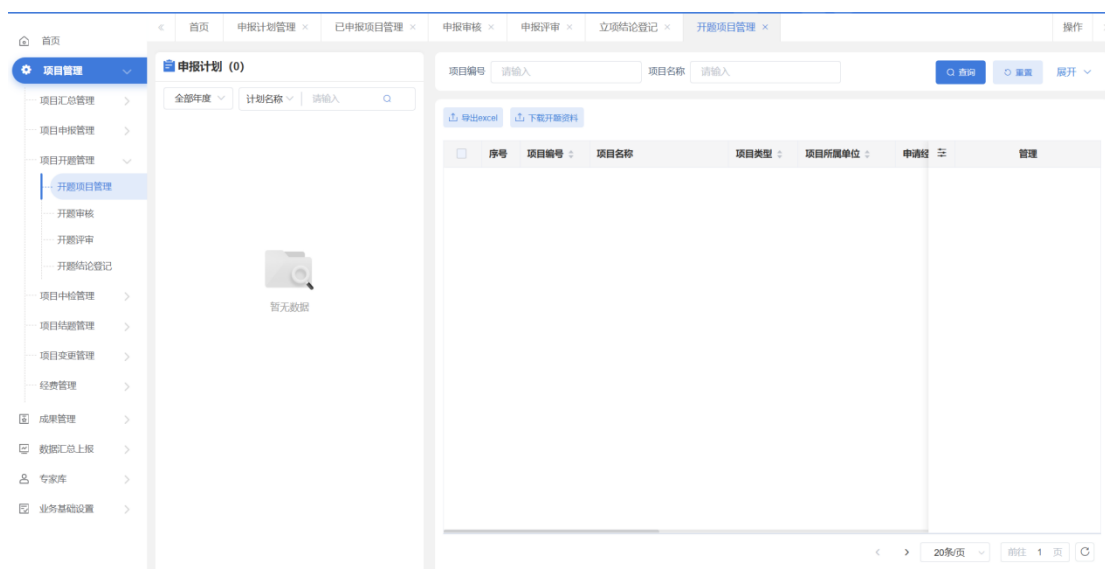 首页
项目管理
项目汇总管理
项目申报管理
项目开题管理
开题项目管理
开题审核
开题评审
开题结论登记
项目中检管理
项目结题管理
项目变更管理
经费管理
成果管理
数据汇总上报
专家库
业务基础设置
« 首页 申报计划管理 × 已申报项目管理 × 申报审核 × 申报评审 × 立项结论登记 × 开题项目管理 × 操作
申报计划 (0)
全部年度 计划名称 请输入
暂无数据
项目编号 请输入 项目名称 请输入 查询 重置 展开
导出excel 下载开题资料
序号 项目编号 项目名称 项目类型 项目所属单位 申请经 管理
20条/页 前往 1 页